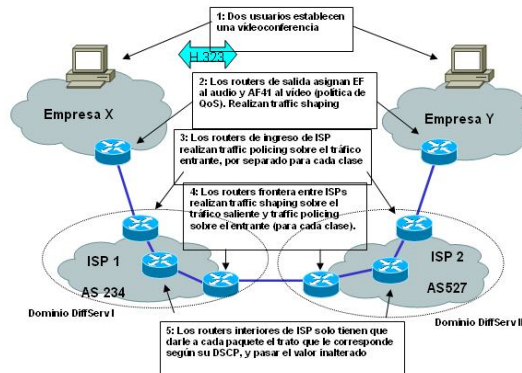 1: Dos usuarios establecen
una vídeoconferencia
H.323
2: Los routers de salida asignan EF
al audio y AF41 al vídeo (política de
QoS). Realizan traffic shaping
Empresa X
Empresa Y
3: Los routers de ingreso de ISP
realizan traffic policing sobre el tráfico
entrante, por separado para cada clase
4: Los routers frontera entre ISPs
realizan traffic shaping sobre el
tráfico saliente y traffic policing
sobre el entrante (para cada clase).
ISP 1
AS 234
ISP 2
AS527
Dominio DiffServ I
Dominio DiffServ II
5: Los routers interiores de ISP solo tienen que
darle a cada paquete el trato que le corresponde
según su DSCP, y pasar el valor inalterado